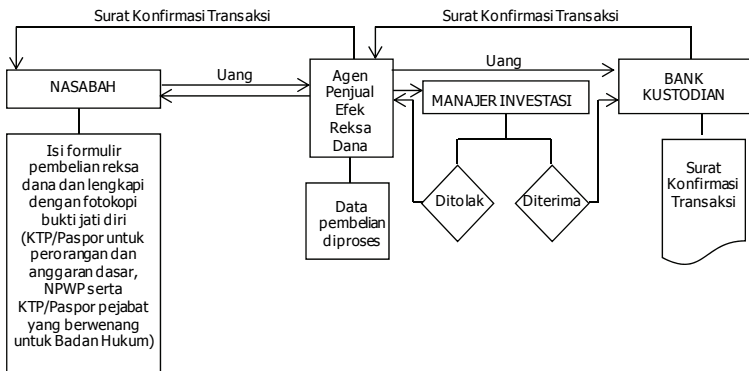 Surat Konfirmasi Transaksi
Surat Konfirmasi Transaksi
NASABAH
Uang
Agen
Penjual
Efek
Reksa
Dana
Uang
MANAJER INVESTASI
BANK
KUSTODIAN
Isi formulir
pembelian reksa
dana dan lengkapi
dengan fotokopi
bukti jati diri
(KTP/Paspor untuk
perorangan dan
anggaran dasar,
NPWP serta
KTP/Paspor pejabat
yang berwenang
untuk Badan Hukum)
Data
pembelian
diproses
Ditolak
Diterima
Surat
Konfirmasi
Transaksi